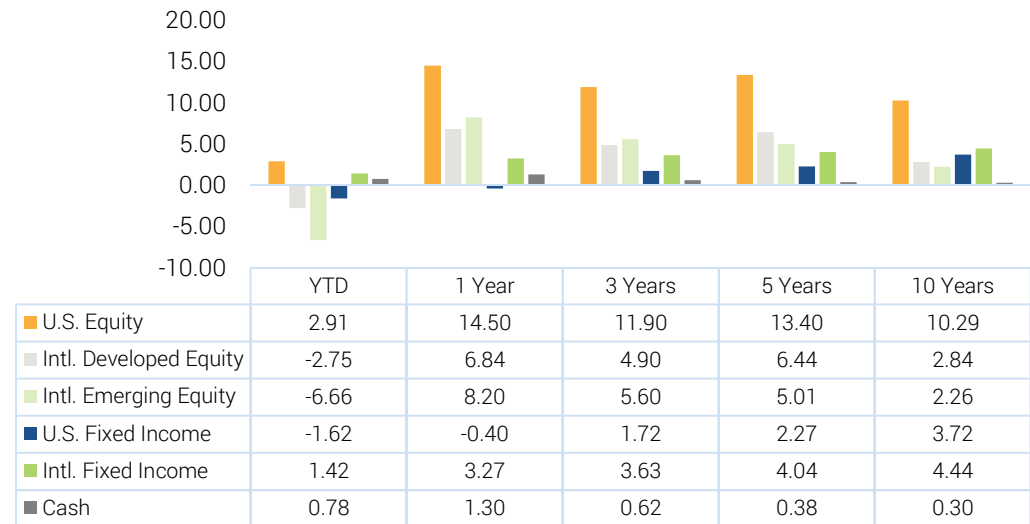 20.00
15.00
10.00
5.00
0.00
-5.00
-10.00
YTD 1 Year 3 Years 5 Years 10 Years
U.S. Equity 2.91 14.50 11.90 13.40 10.29
Intl. Developed Equity -2.75 6.84 4.90 6.44 2.84
Intl. Emerging Equity -6.66 8.20 5.60 5.01 2.26
U.S. Fixed Income -1.62 -0.40 1.72 2.27 3.72
Intl. Fixed Income 1.42 3.27 3.63 4.04 4.44
Cash 0.78 1.30 0.62 0.38 0.30